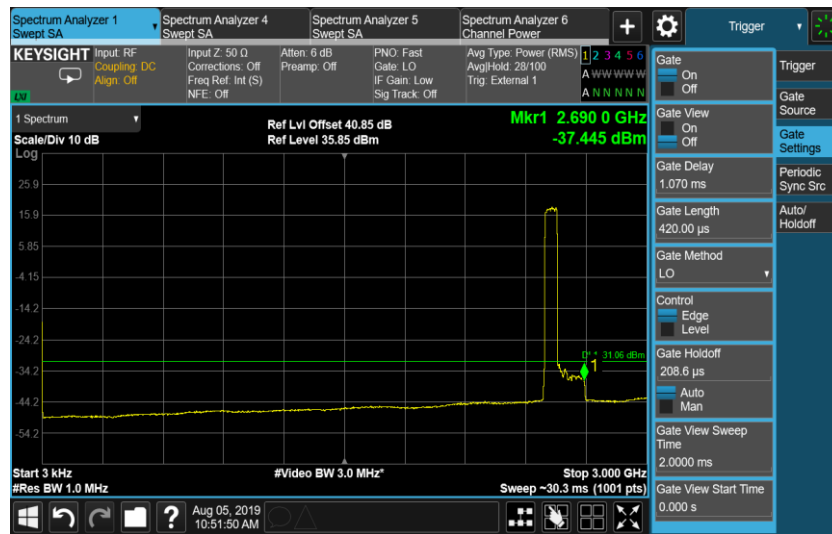 Spectrum Analyzer 1
Swept SA
Spectrum Analyzer 4
Swept SA
Spectrum Analyzer 5
Swept SA
Spectrum Analyzer 6
Channel Power
+
Trigger
KEYSIGHT
Input: RF
Coupling: DC
Align: Off
Input Z: 50 Ω
Corrections: Off
Freq Ref: Int (S)
NFE: Off
Atten: 6 dB
Preamp: Off
PNO: Fast
Gate: LO
IF Gain: Low
Sig Track: Off
Avg Type: Power (RMS)
Avg|Hold: 28/100
Trig: External 1
1 2 3 4 5 6
A W W W W W
A N N N N N
LXI
1 Spectrum
Scale/Div 10 dB
Log
Ref Lvl Offset 40.85 dB
Ref Level 35.85 dBm
Mkr1 2.690 0 GHz
-37.445 dBm
25.9
15.9
5.85
-4.15
-14.2
-24.2
-34.2
-44.2
-54.2
31.06 dBm
1
Start 3 kHz
#Res BW 1.0 MHz
#Video BW 3.0 MHz*
Stop 3.000 GHz
Sweep ~30.3 ms (1001 pts)
Aug 05, 2019
10:51:50 AM
?
Gate
On
Off
Gate View
On
Off
Gate Delay
1.070 ms
Gate Length
420.00 µs
Gate Method
LO
Control
Edge
Level
Gate Holdoff
208.6 µs
Auto
Man
Gate View Sweep
Time
2.0000 ms
Gate View Start Time
0.000 s
Trigger
Gate
Source
Gate
Settings
Periodic
Sync Src
Auto/
Holdoff